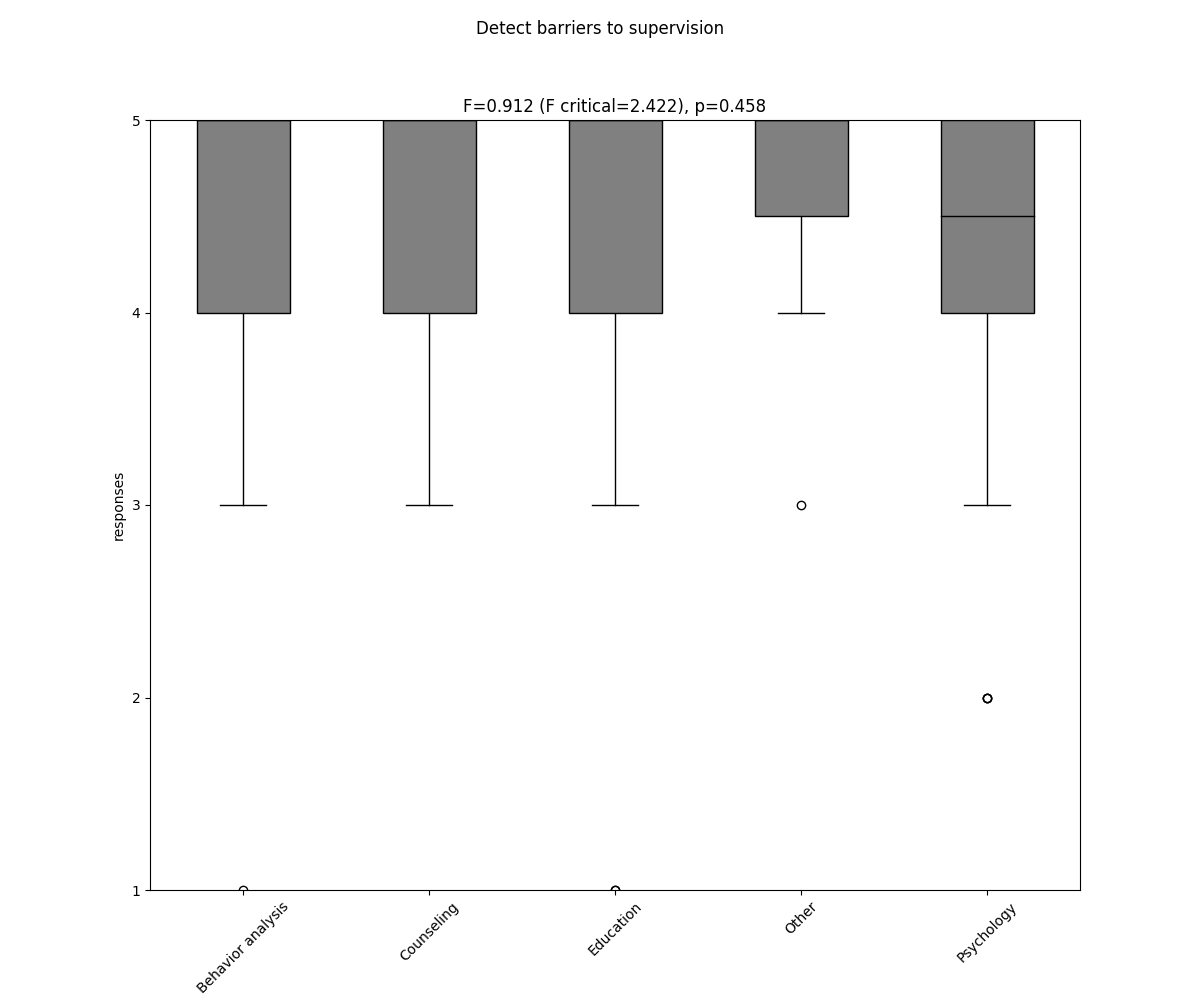 Detect barriers to supervision
F=0.912 (F critical=2.422), p=0.458
5
4
3
2
1
responses
Behavior analysis
Counseling
Education
Other
Psychology